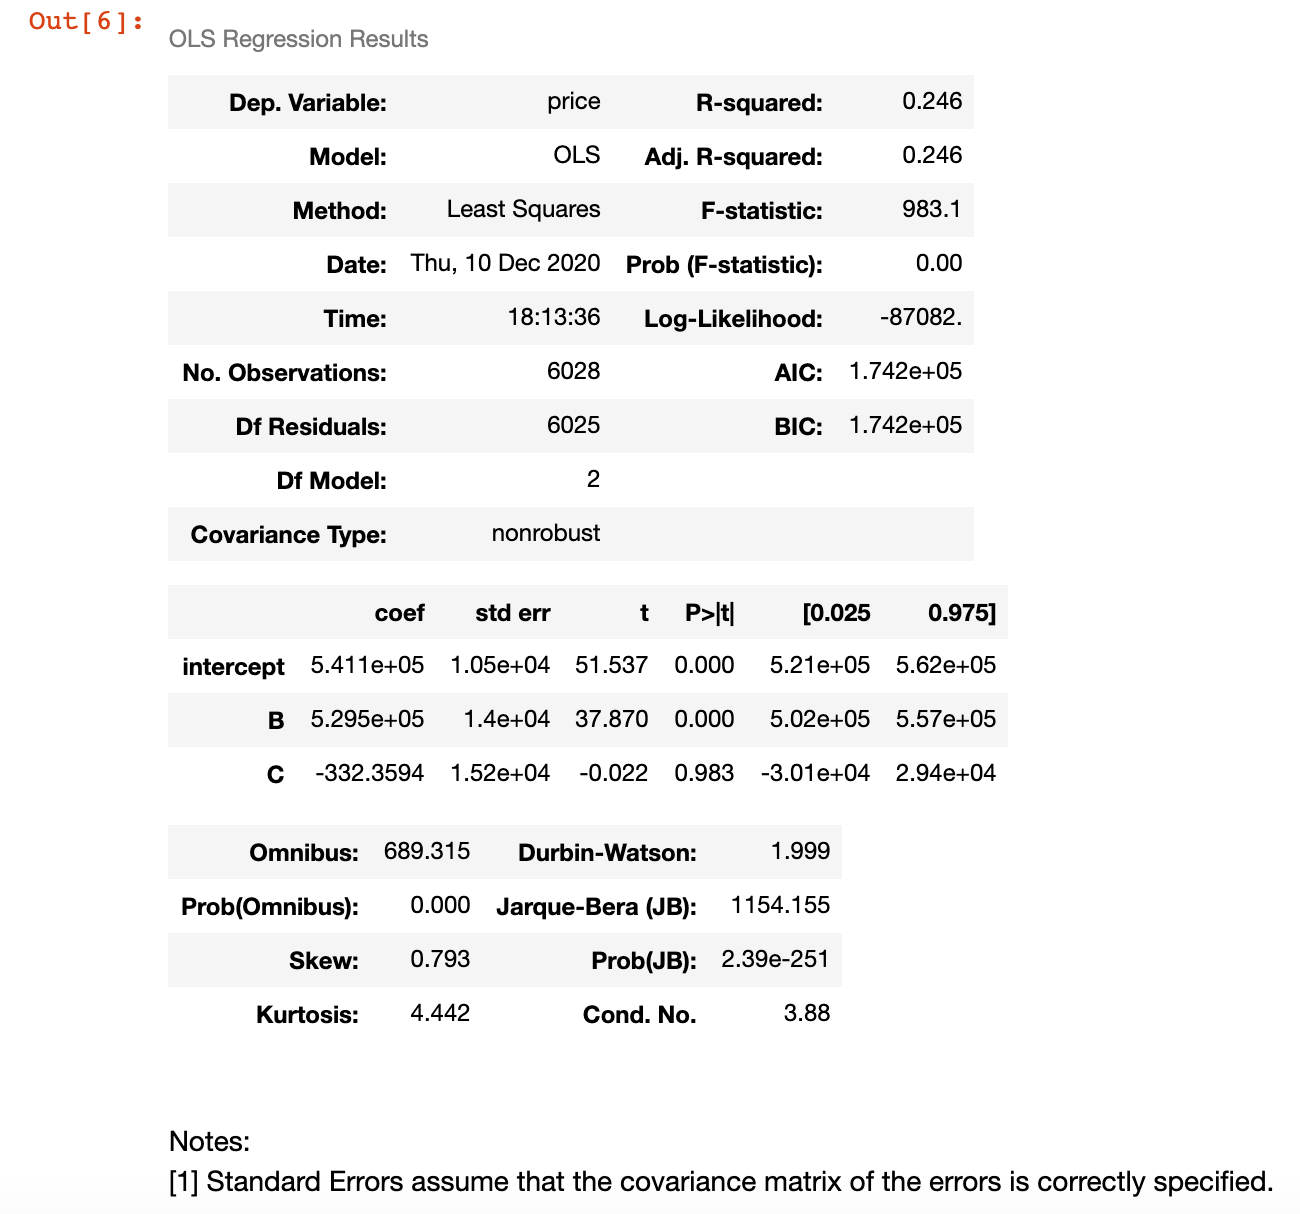 Out[6]:
OLS Regression Results
Dep. Variable: price R-squared: 0.246
Model: OLS Adj. R-squared: 0.246
Method: Least Squares F-statistic: 983.1
Date: Thu, 10 Dec 2020 Prob (F-statistic): 0.00
Time: 18:13:36 Log-Likelihood: -87082.
No. Observations: 6028 AIC: 1.742e+05
Df Residuals: 6025 BIC: 1.742e+05
Df Model: 2
Covariance Type: nonrobust
coef std err t P>|t| [0.025 0.975]
intercept 5.411e+05 1.05e+04 51.537 0.000 5.21e+05 5.62e+05
B 5.295e+05 1.4e+04 37.870 0.000 5.02e+05 5.57e+05
C -332.3594 1.52e+04 -0.022 0.983 -3.01e+04 2.94e+04
Omnibus: 689.315 Durbin-Watson: 1.999
Prob(Omnibus): 0.000 Jarque-Bera (JB): 1154.155
Skew: 0.793 Prob(JB): 2.39e-251
Kurtosis: 4.442 Cond. No. 3.88
Notes:
[1] Standard Errors assume that the covariance matrix of the errors is correctly specified.